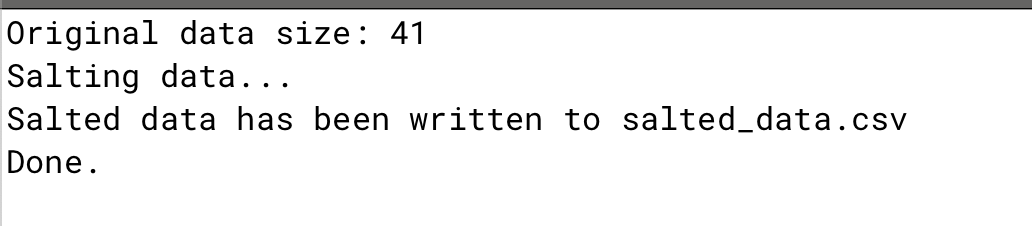 Original data size: 41
Salting data...
Salted data has been written to salted_data.csv
Done.